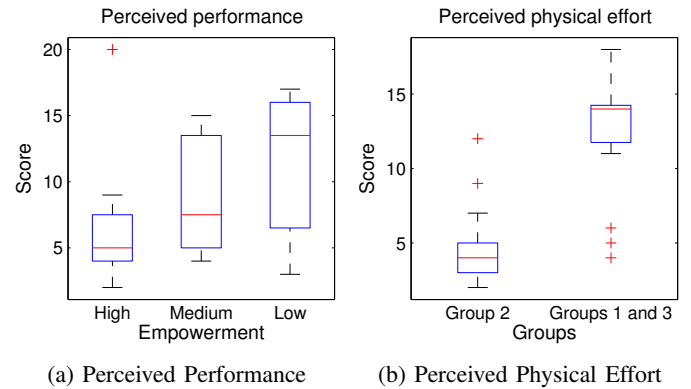 Perceived performance
20
15
10
5
Score
High Medium Low
Empowerment
(a) Perceived Performance
Perceived physical effort
15
10
5
Score
Group 2 Groups 1 and 3
Groups
(b) Perceived Physical Effort